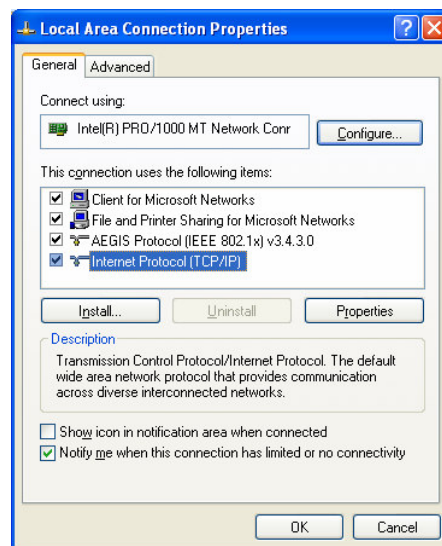 Local Area Connection Properties
General
Advanced
Connect using:
Intel(R) PRO/1000 MT Network Conr
Configure...
This connection uses the following items:
Client for Microsoft Networks
File and Printer Sharing for Microsoft Networks
AEGIS Protocol (IEEE 802.1x) v3.4.3.0
Internet Protocol (TCP/IP)
Install...
Uninstall
Properties
Description
Transmission Control Protocol/Internet Protocol. The default
wide area network protocol that provides communication
across diverse interconnected networks.
Show icon in notification area when connected
Notify me when this connection has limited or no connectivity
OK
Cancel